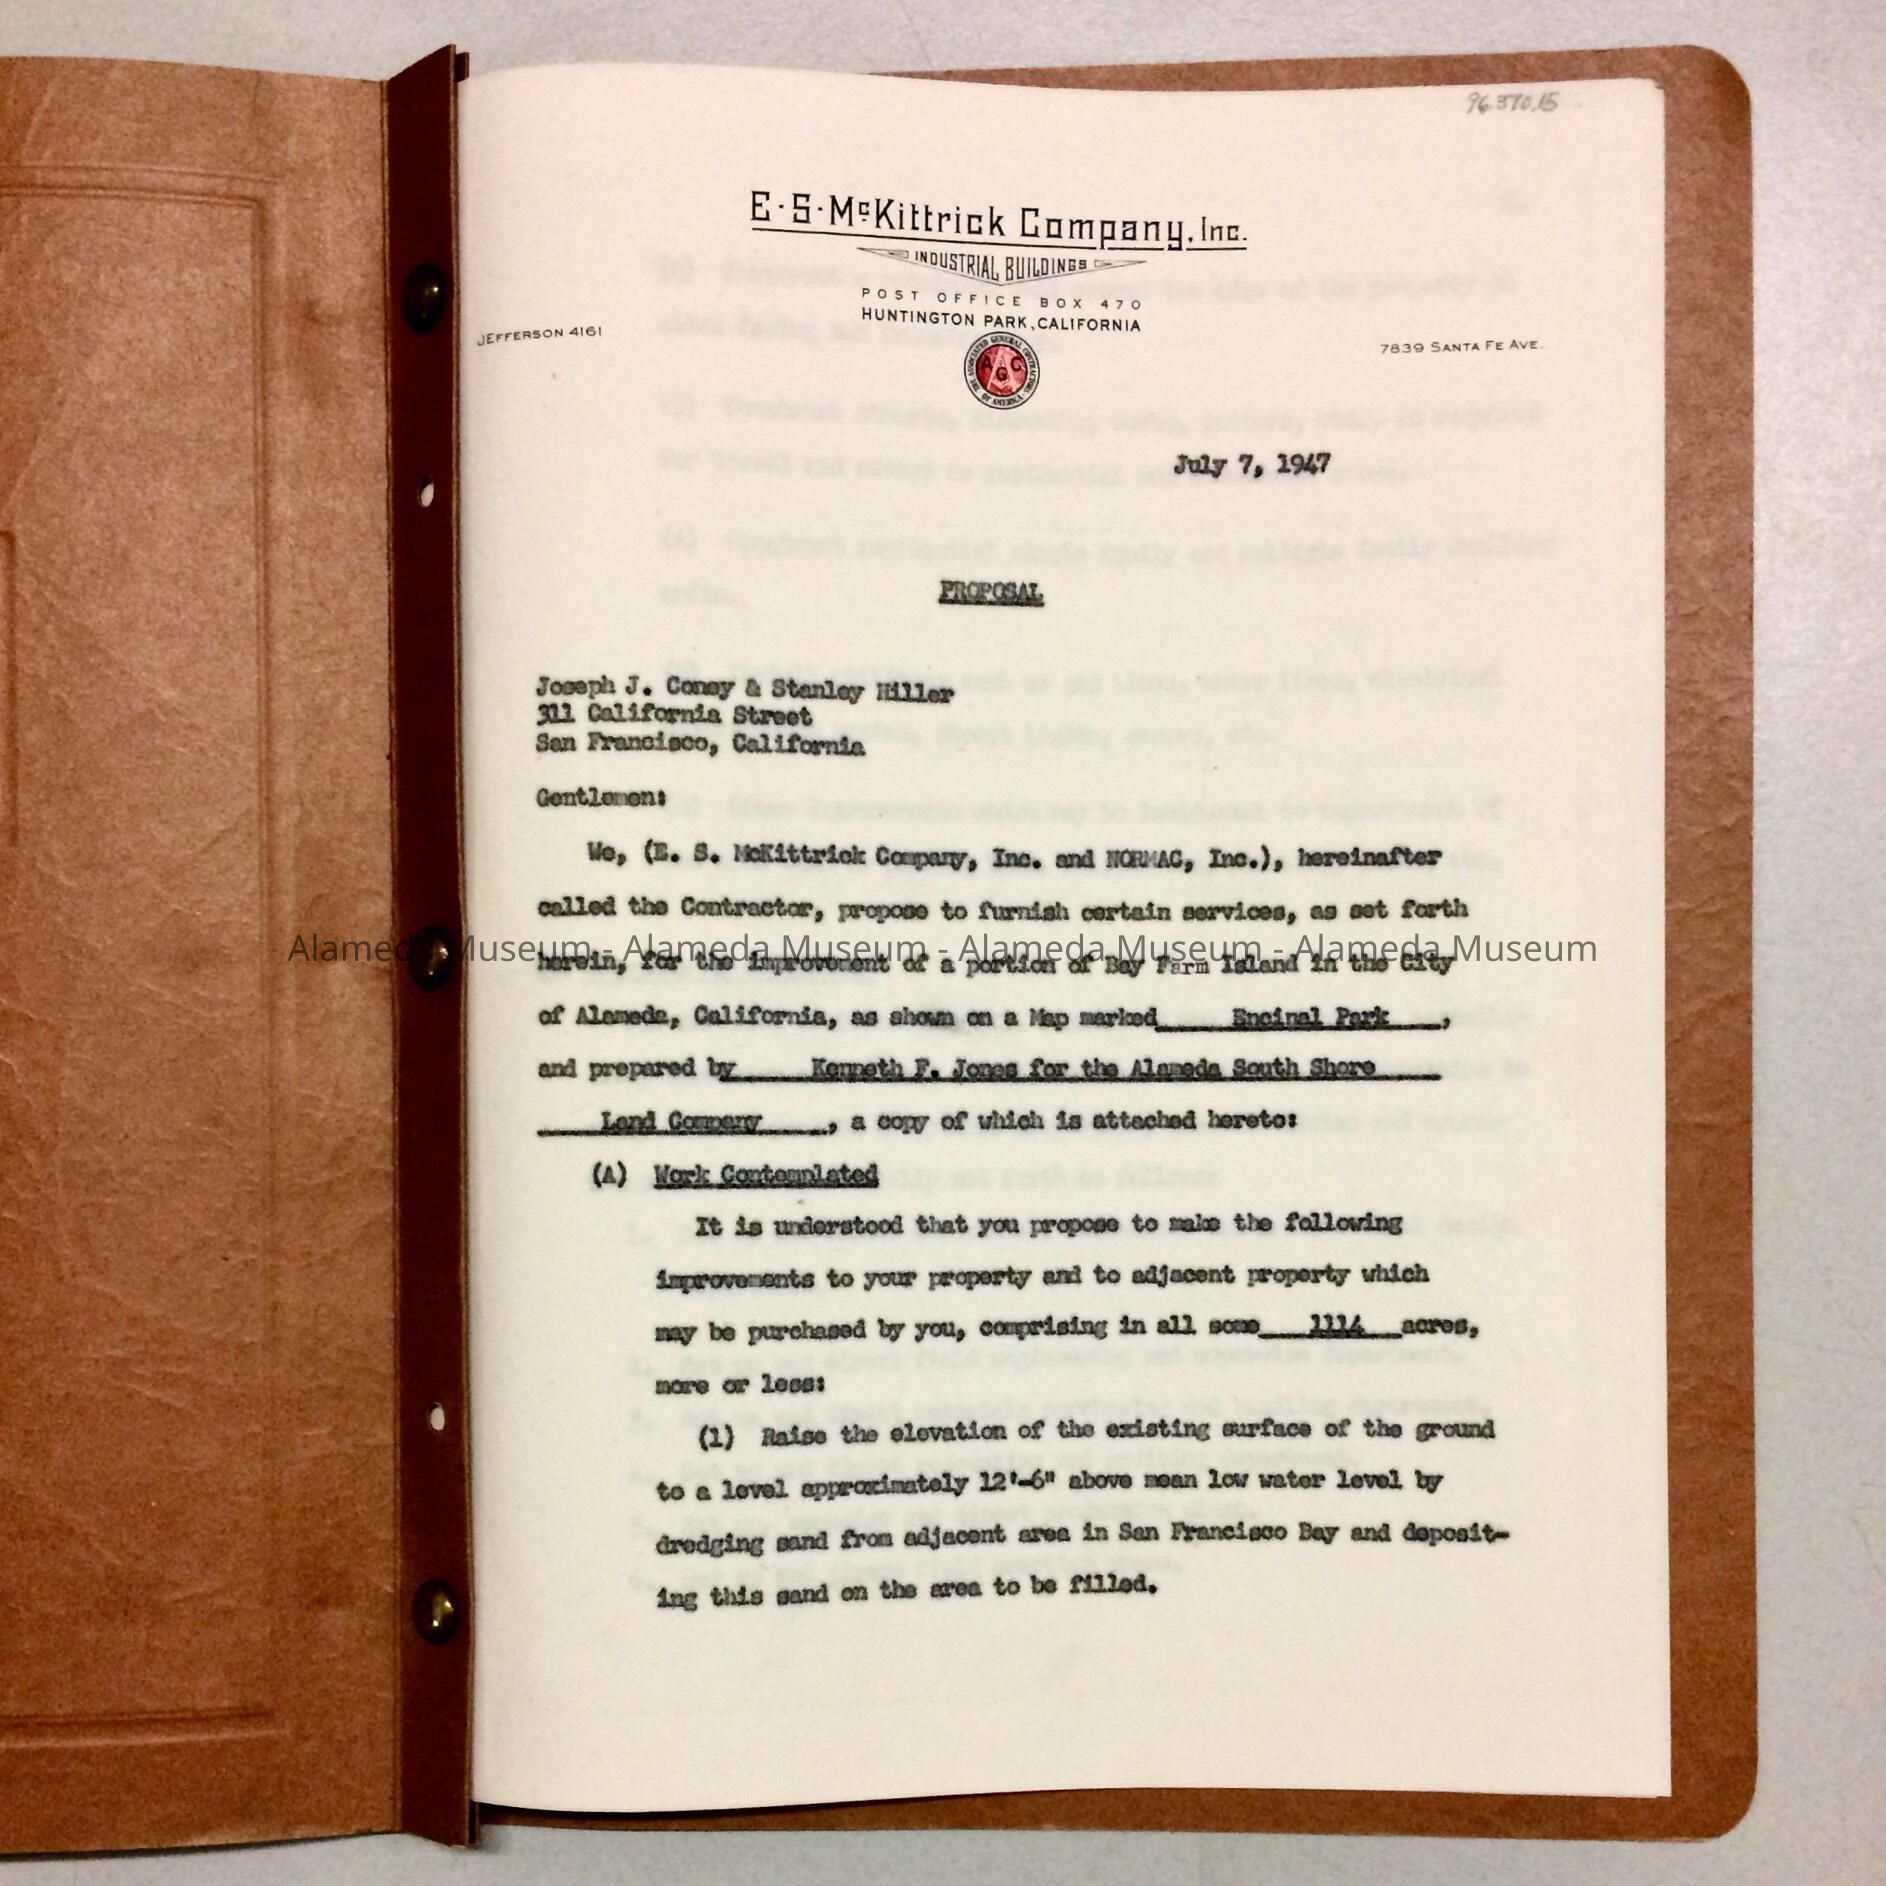 96.570.15
E·S·McKittrick Company, Inc.
INDUSTRIAL BUILDINGS
POST OFFICE BOX 470
HUNTINGTON PARK, CALIFORNIA
JEFFERSON 4161
7839 SANTA FE AVE.
THE ASSOCIATED GENERAL CONTRACTORS OF AMERICA
AGC
July 7, 1947
PROPOSAL
Joseph J. Coney & Stanley Hiller
311 California Street
San Francisco, California
Gentlemen:
We, (E. S. McKittrick Company, Inc. and NORMAC, Inc.), hereinafter
called the Contractor, propose to furnish certain services, as set forth
Alameda Museum - Alameda Museum - Alameda Museum - Alameda Museum
herein, for the improvement of a portion of Bay Farm Island in the City
of Alameda, California, as shown on a Map marked Encinal Park ,
and prepared by Kenneth F. Jones for the Alameda South Shore
Land Company , a copy of which is attached hereto:
(A) Work Contemplated
It is understood that you propose to make the following
improvements to your property and to adjacent property which
may be purchased by you, comprising in all some 1114 acres,
more or less:
(1) Raise the elevation of the existing surface of the ground
to a level approximately 12'-6" above mean low water level by
dredging sand from adjacent area in San Francisco Bay and deposit-
ing this sand on the area to be filled.